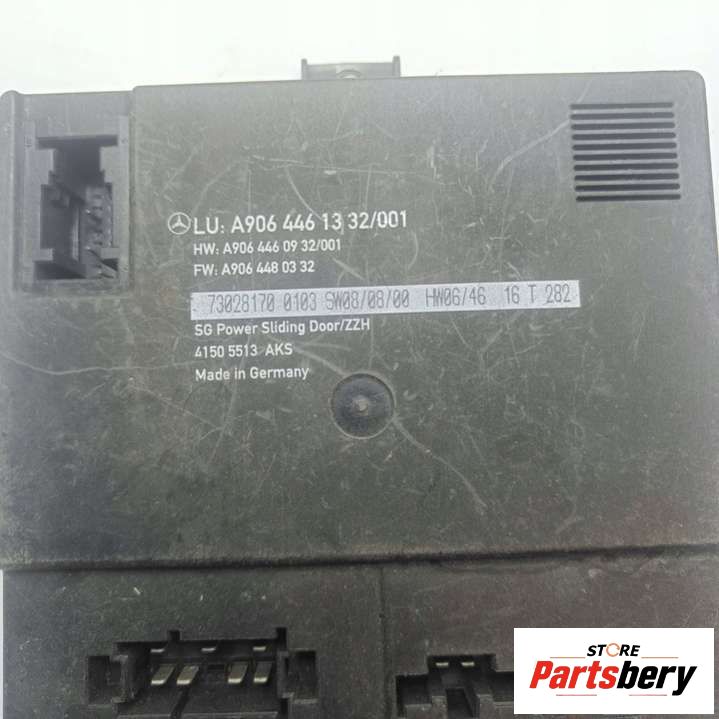 LU: A906 446 13 32/001
HW: A906 446 09 32/001
FW: A906 448 03 32
73028170 0103 SW08/08/00 HW06/46 16 T 282
SG Power Sliding Door/ZZH
4150 5513 AKS
Made in Germany
STORE
Partsbery